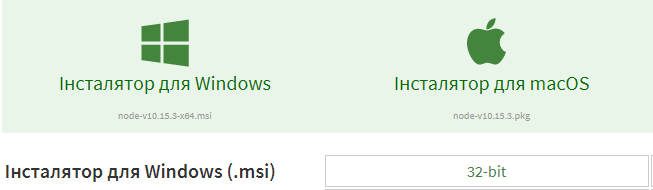 Інсталятор для Windows
Інсталятор для macOS
node-v10.15.3-x64.msi
node-v10.15.3.pkg
Інсталятор для Windows (.msi)
32-bit